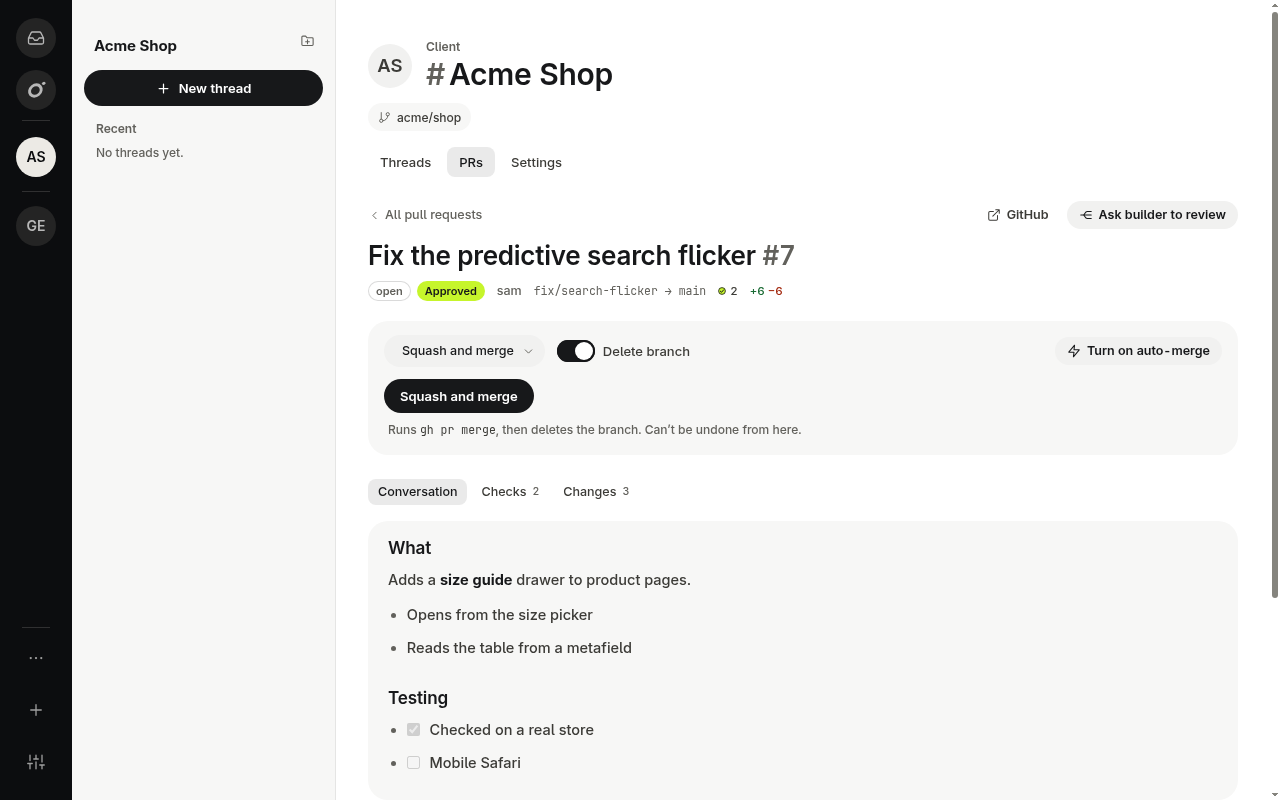 Acme Shop
New thread
Recent
No threads yet.
AS
GE
AS
Client
#Acme Shop
acme/shop
Threads
PRs
Settings
All pull requests
GitHub
Ask builder to review
Fix the predictive search flicker #7
open
Approved
sam
fix/search-flicker → main
2
+6 −6
Squash and merge
Delete branch
Turn on auto-merge
Squash and merge
Runs gh pr merge, then deletes the branch. Can’t be undone from here.
Conversation
Checks 2
Changes 3
What
Adds a size guide drawer to product pages.
• Opens from the size picker
• Reads the table from a metafield
Testing
• Checked on a real store
• Mobile Safari